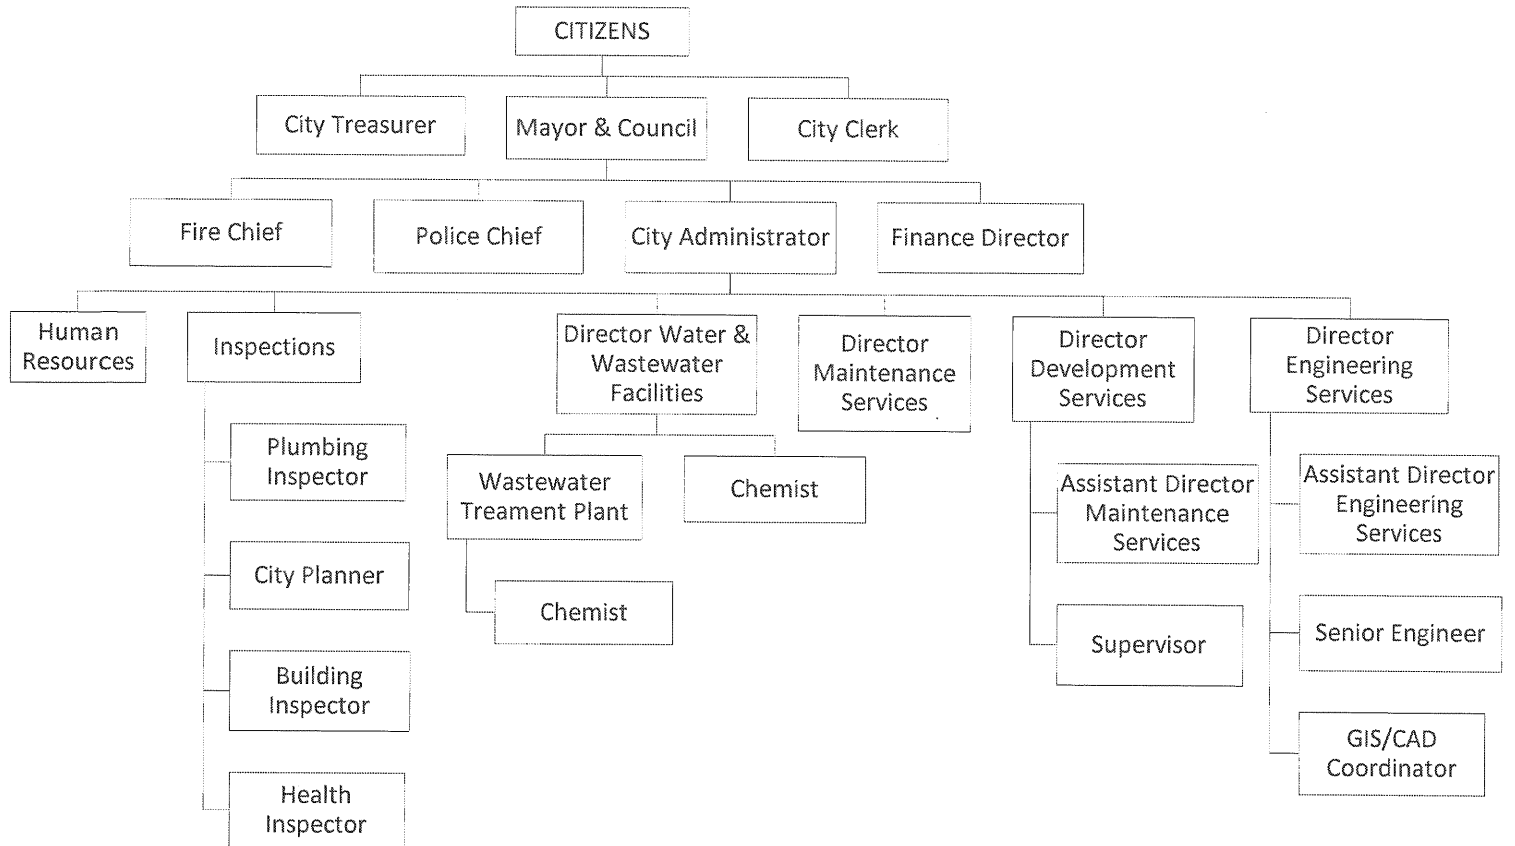 CITIZENS
City Treasurer
Mayor & Council
City Clerk
Fire Chief
Police Chief
City Administrator
Finance Director
Human
Resources
Inspections
Director Water &
Wastewater
Facilities
Director
Maintenance
Services
Director
Development
Services
Director
Engineering
Services
Plumbing
Inspector
City Planner
Building
Inspector
Health
Inspector
Wastewater
Treament Plant
Chemist
Chemist
Assistant Director
Maintenance
Services
Supervisor
Assistant Director
Engineering
Services
Senior Engineer
GIS/CAD
Coordinator